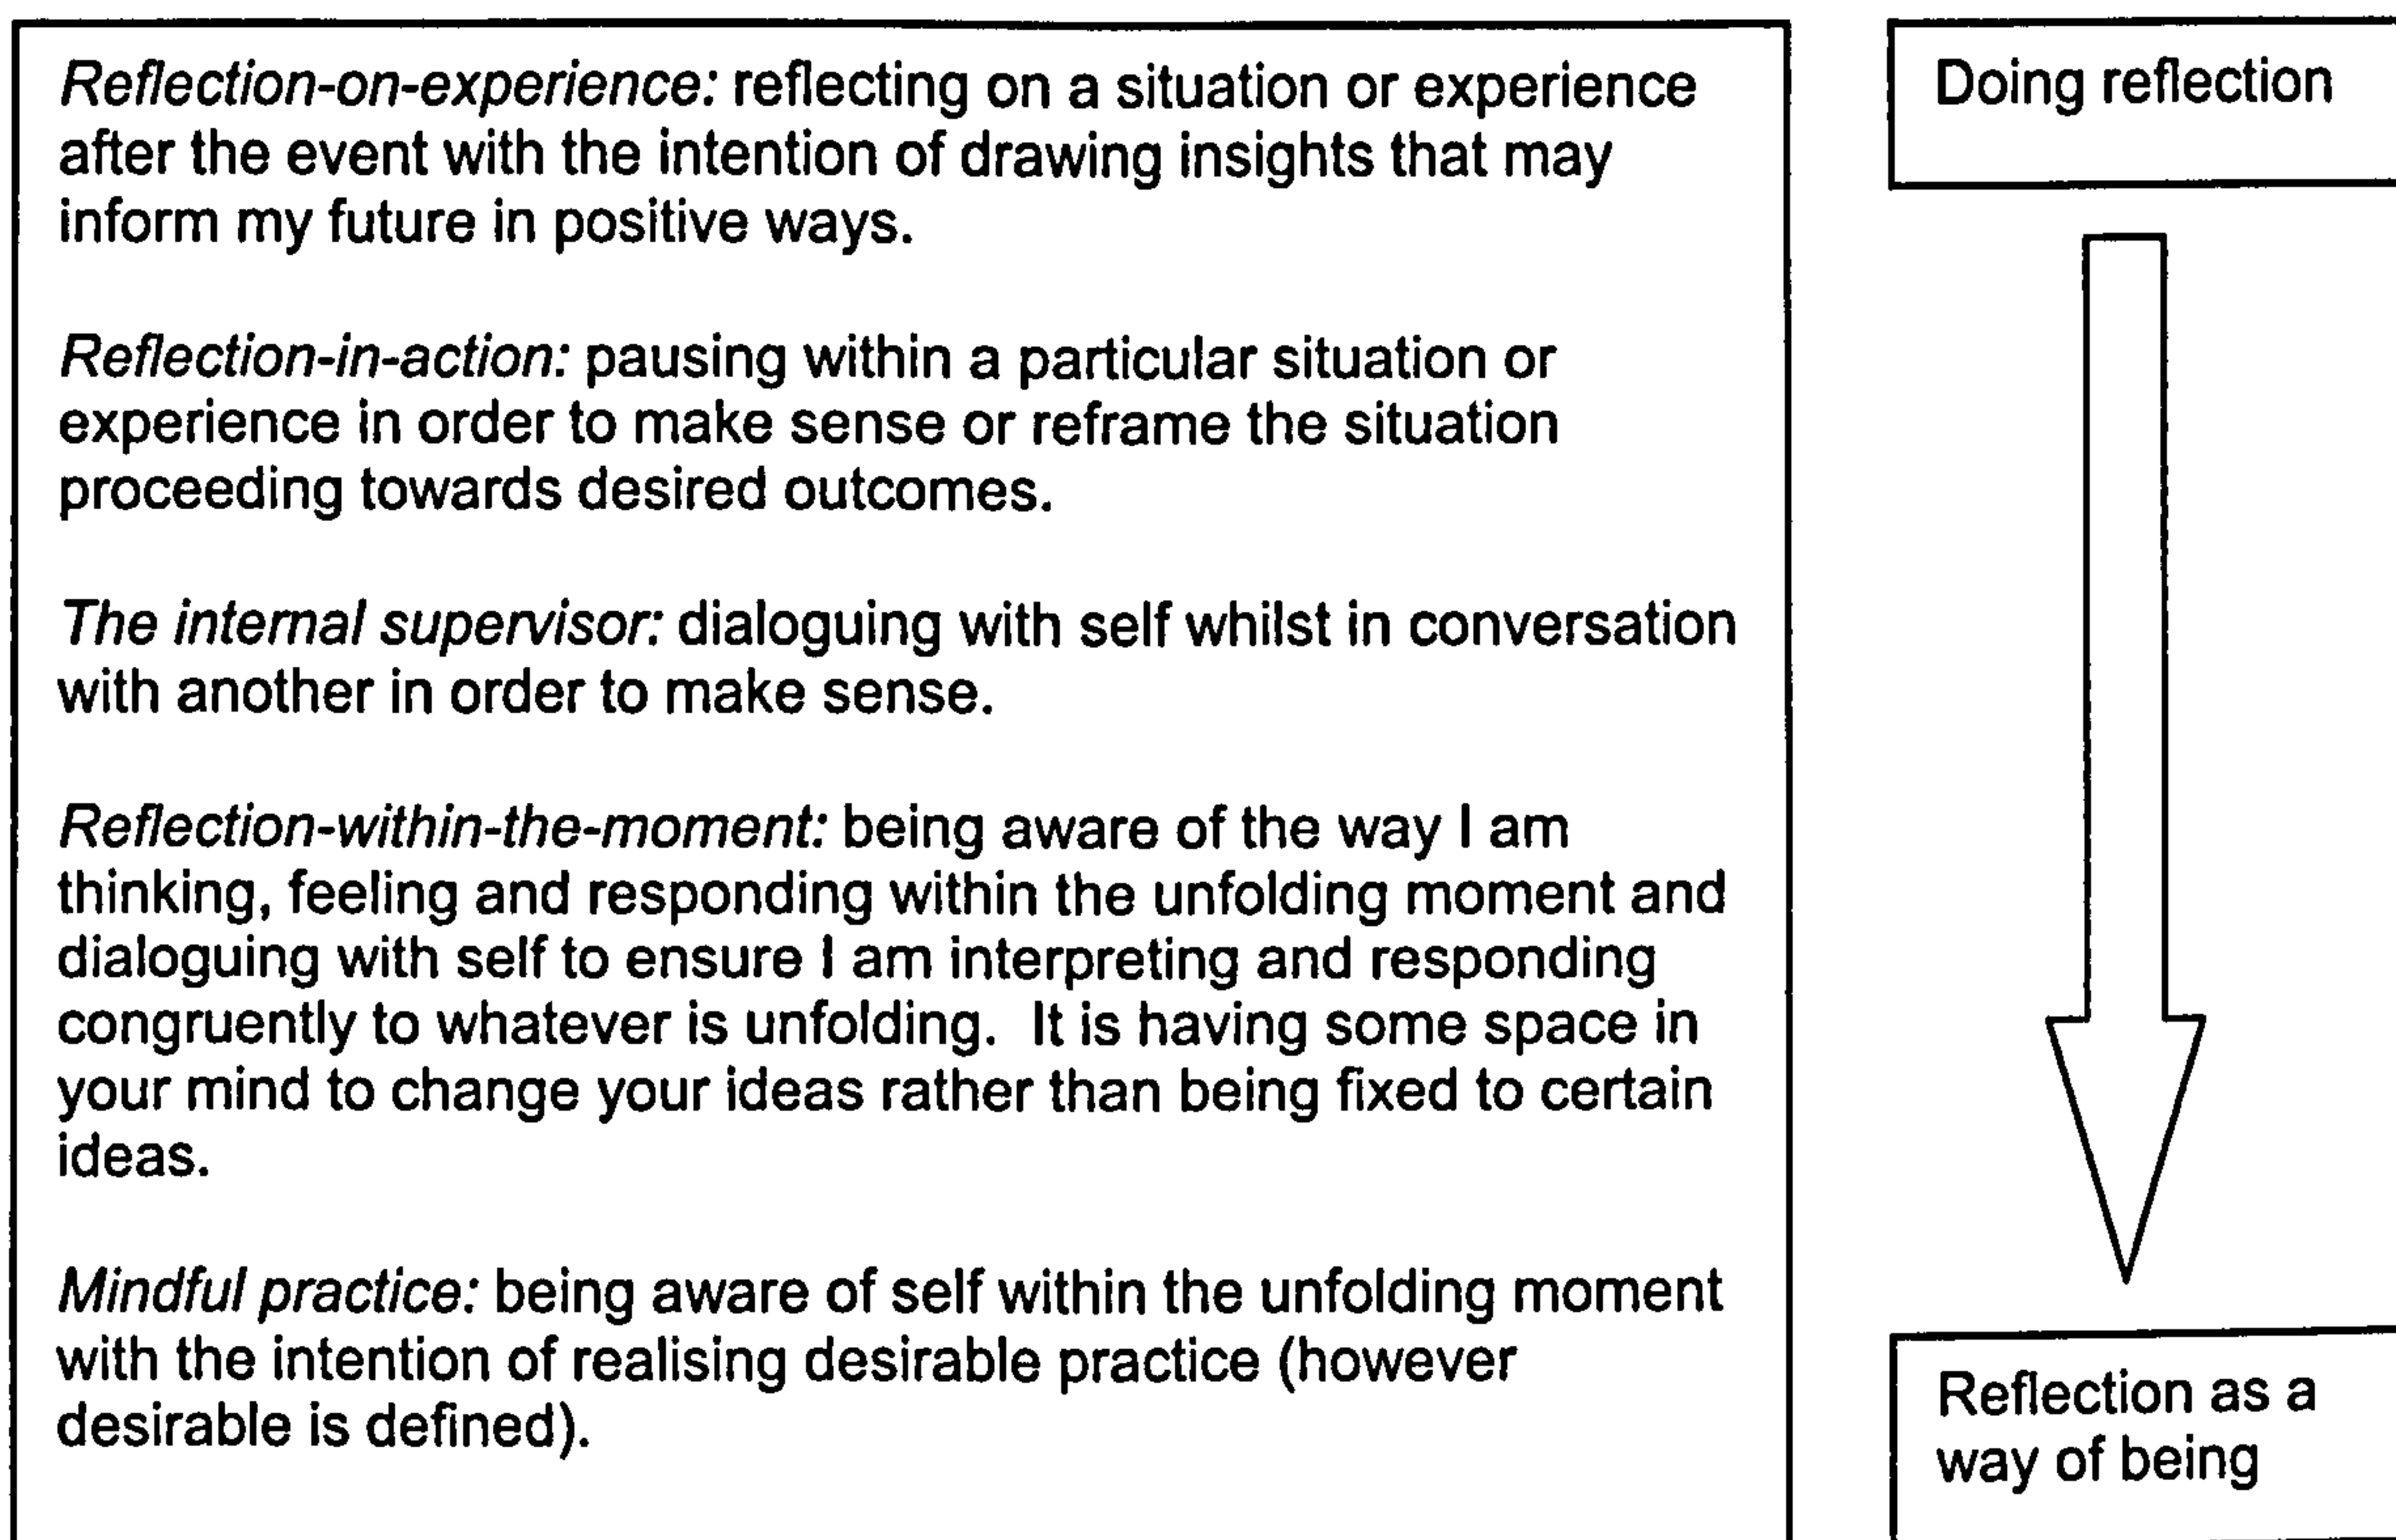 Reflection-on-experience: reflecting on a situation or experience
after the event with the intention of drawing insights that may
inform my future in positive ways.
Reflection-in-action: pausing within a particular situation or
experience in order to make sense or reframe the situation
proceeding towards desired outcomes.
The internal supervisor: dialoguing with self whilst in conversation
with another in order to make sense.
Reflection-within-the-moment: being aware of the way I am
thinking, feeling and responding within the unfolding moment and
dialoguing with self to ensure I am interpreting and responding
congruently to whatever is unfolding.  It is having some space in
your mind to change your ideas rather than being fixed to certain
ideas.
Mindful practice: being aware of self within the unfolding moment
with the intention of realising desirable practice (however
desirable is defined).
Doing reflection
Reflection as a
way of being